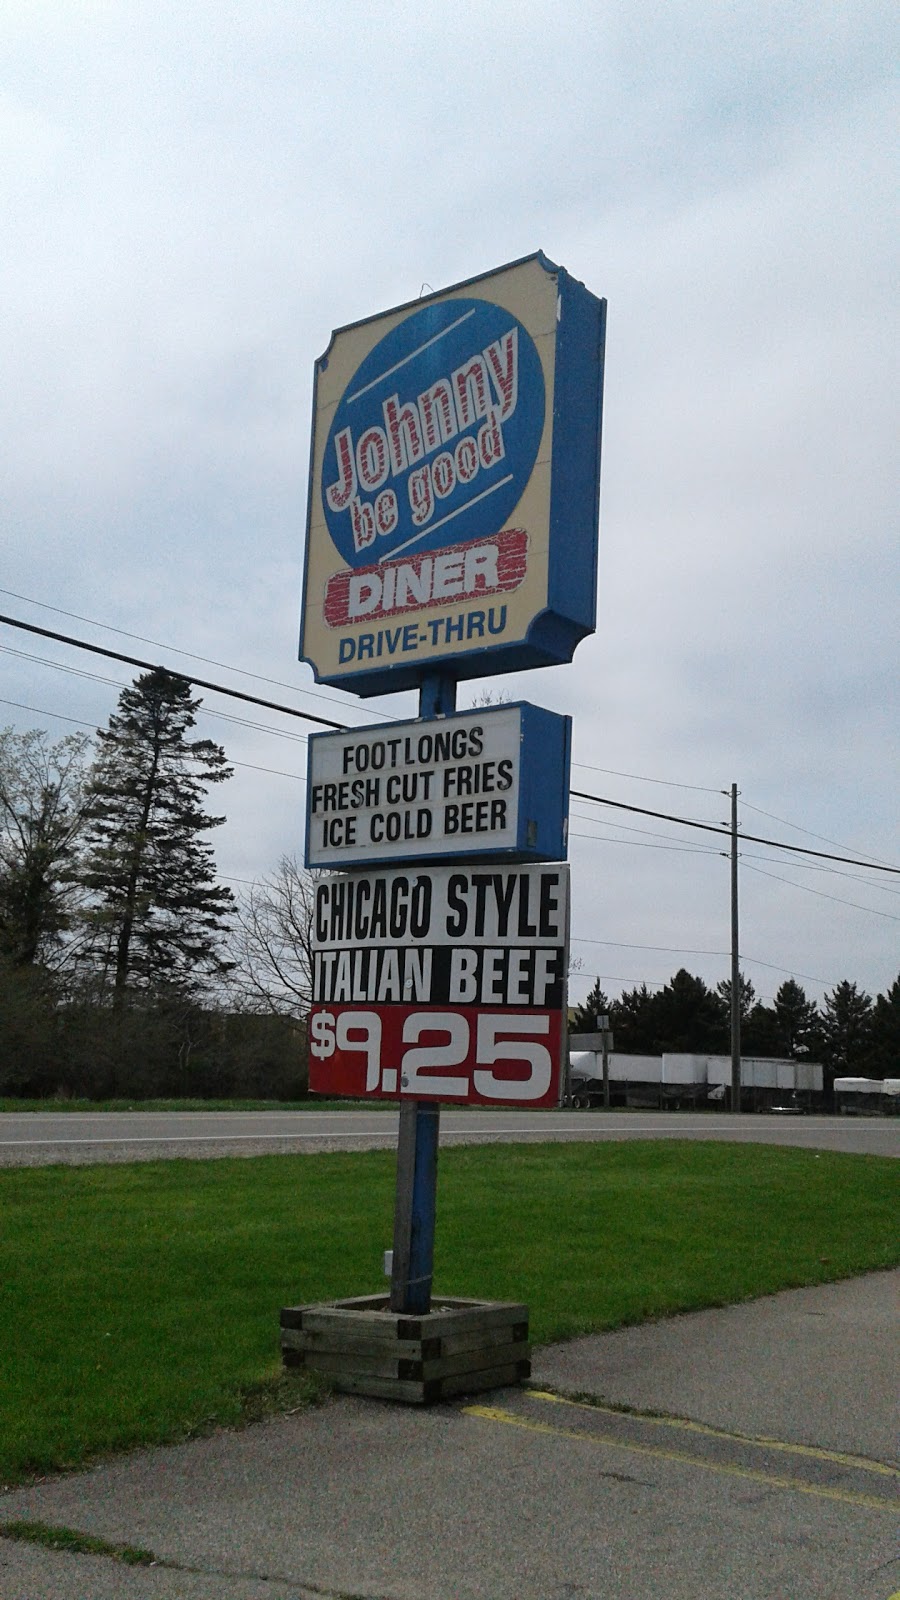 Johnny
be good
DINER
DRIVE-THRU
FOOTLONGS
FRESH CUT FRIES
ICE COLD BEER
CHICAGO STYLE
ITALIAN BEEF
$9.25